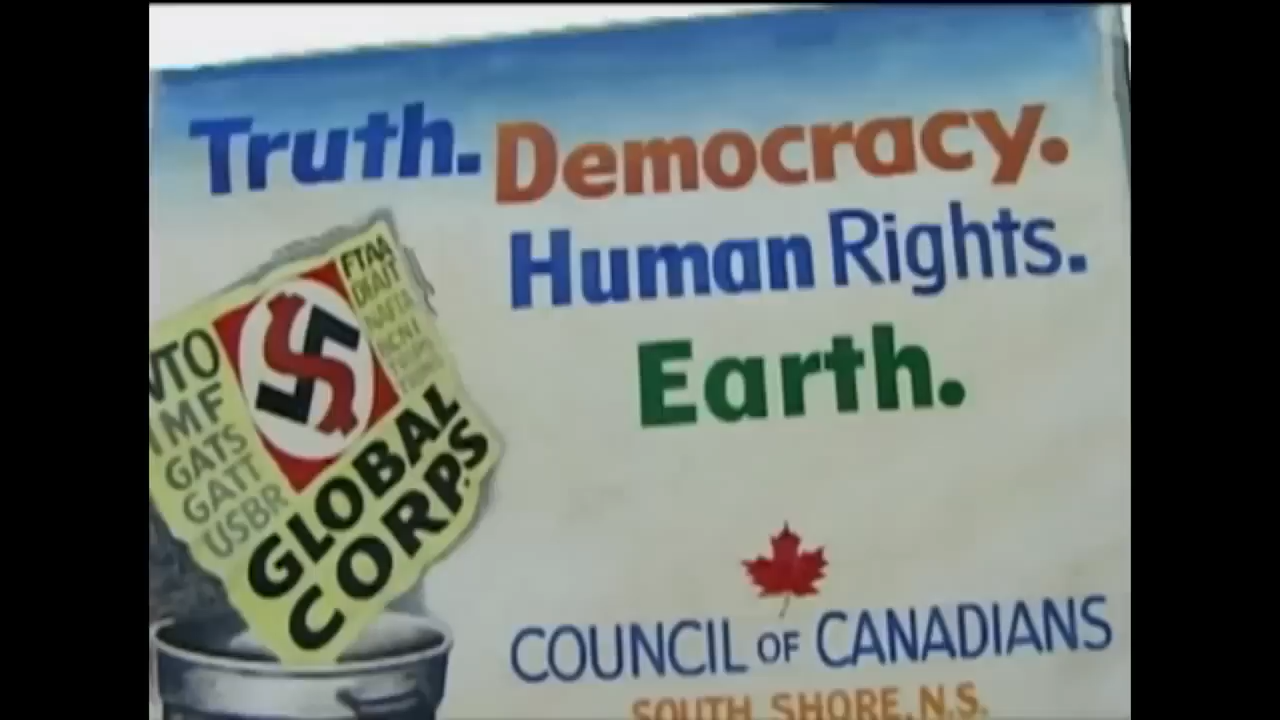 Truth. Democracy.
Human Rights.
Earth.
FTAA
NAFTA
WTO
IMF
GATS
GATT
USBR
GLOBAL
CORPS
COUNCIL OF CANADIANS
SOUTH SHORE, N.S.